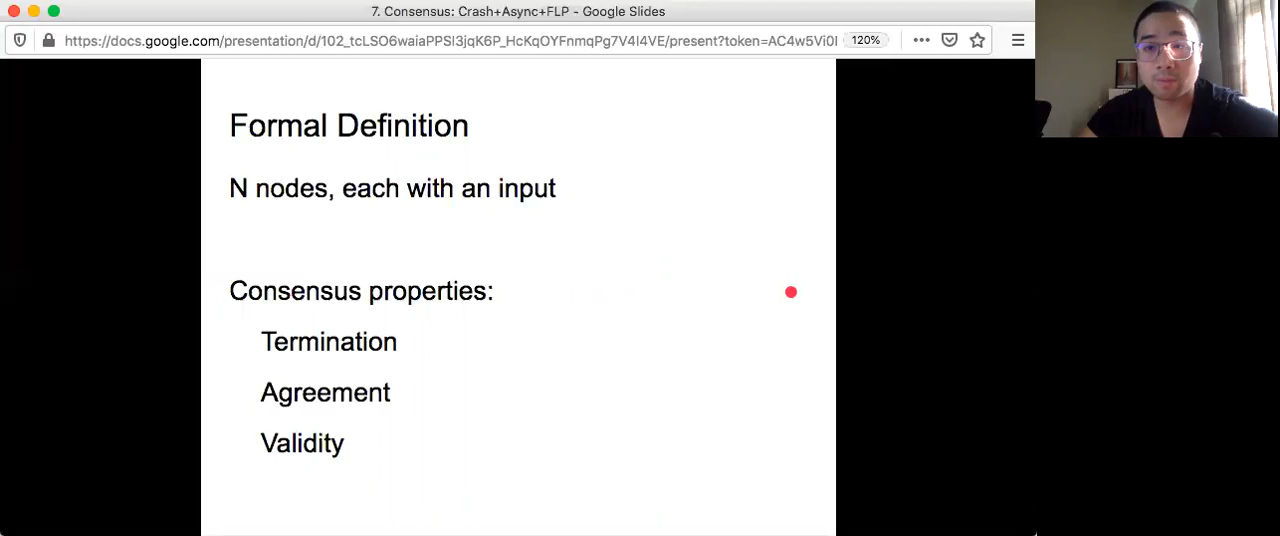 7. Consensus: Crash+Async+FLP - Google Slides
https://docs.google.com/presentation/d/102_tcLSO6waiaPPSI3jqK6P_HcKqOYFnmqPg7V4I4VE/present?token=AC4w5Vi0I 120%
Formal Definition
N nodes, each with an input
Consensus properties:
Termination
Agreement
Validity